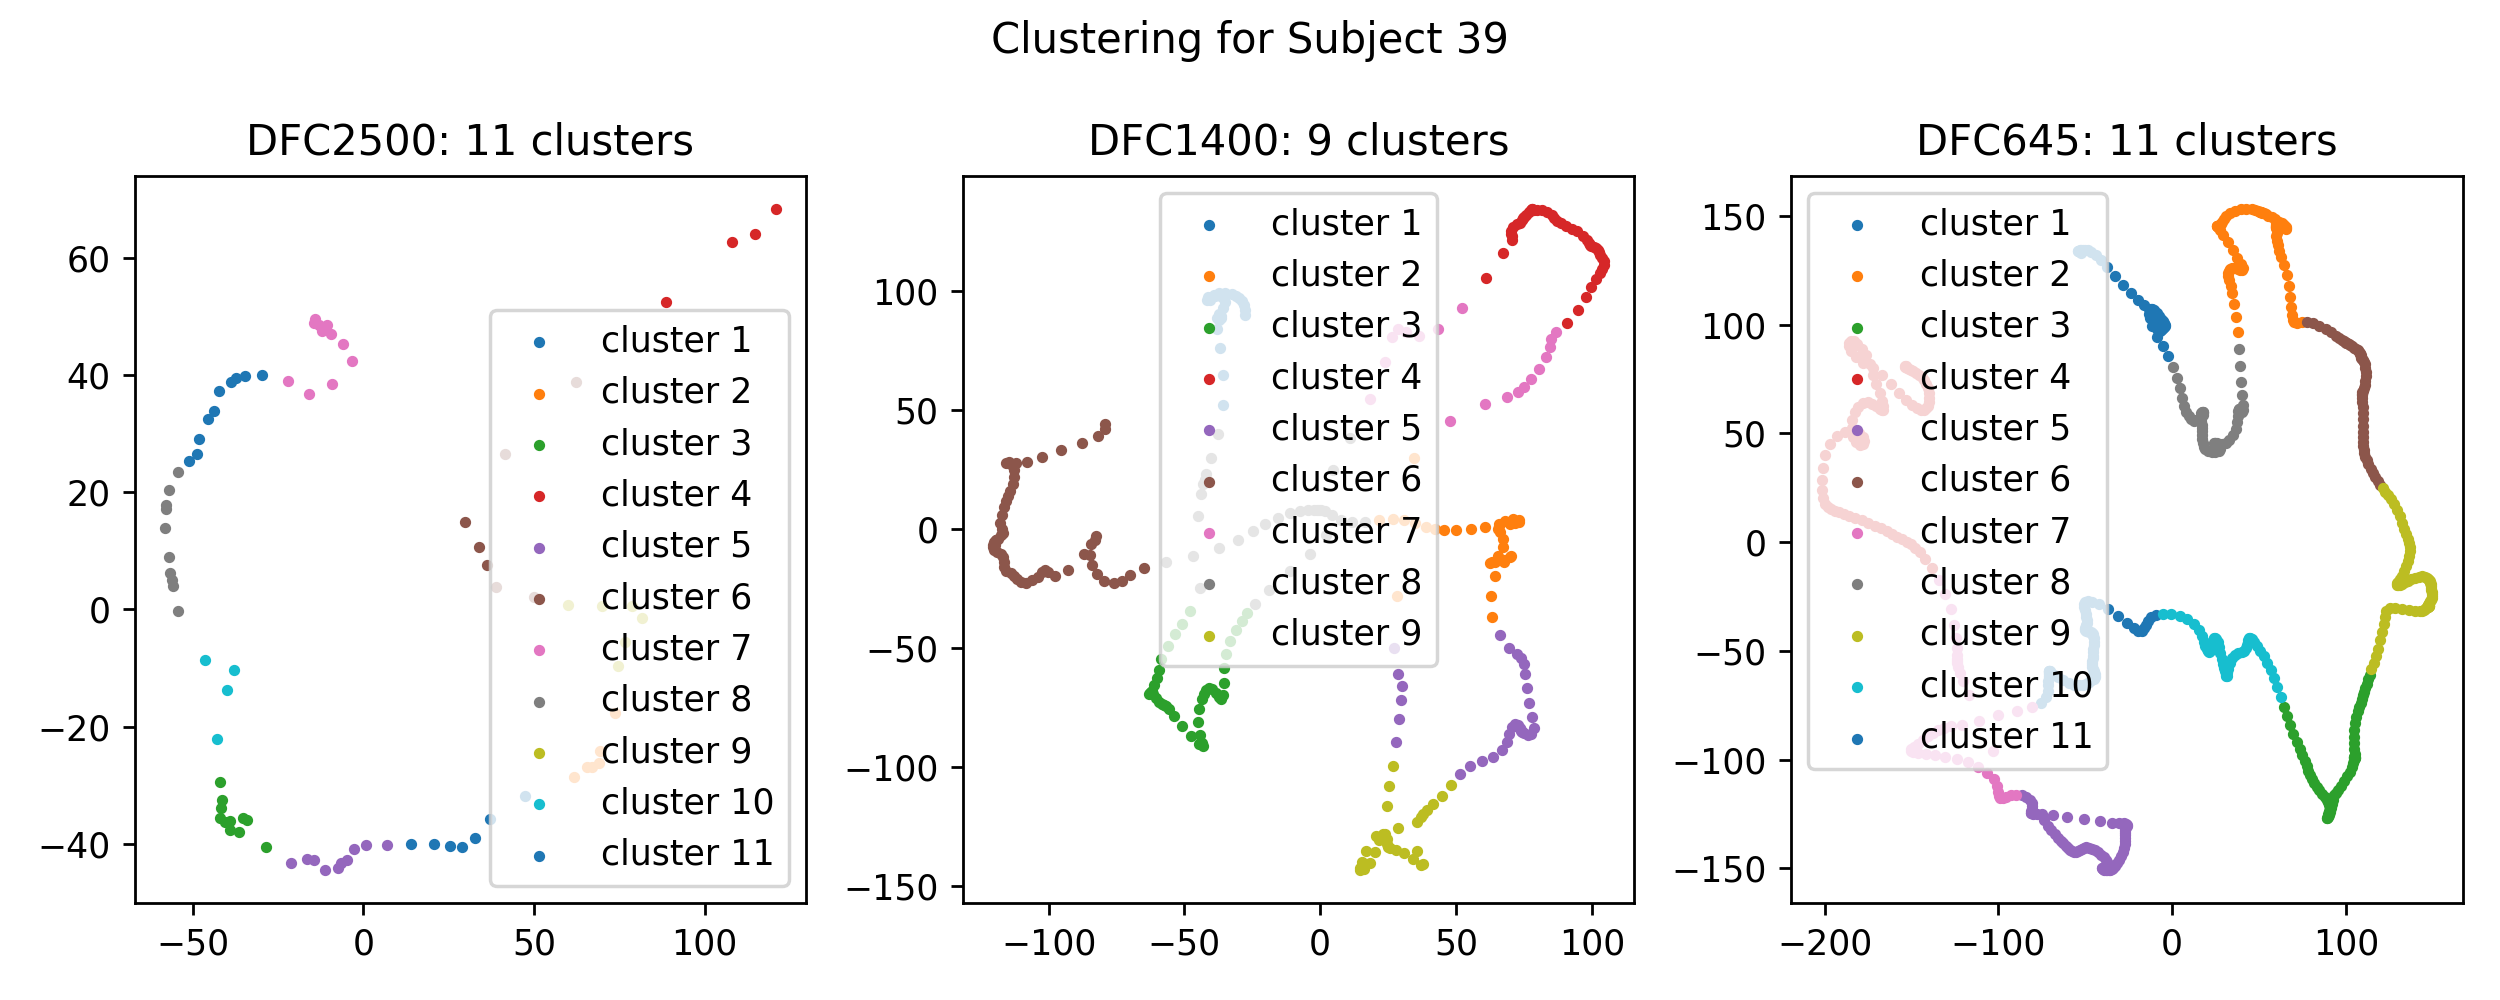 Clustering for Subject 39
DFC2500: 11 clusters
60
40
20
0
−20
−40
−50
0
50
100
cluster 1
cluster 2
cluster 3
cluster 4
cluster 5
cluster 6
cluster 7
cluster 8
cluster 9
cluster 10
cluster 11
DFC1400: 9 clusters
100
50
0
−50
−100
−150
−100
−50
0
50
100
cluster 1
cluster 2
cluster 3
cluster 4
cluster 5
cluster 6
cluster 7
cluster 8
cluster 9
DFC645: 11 clusters
150
100
50
0
−50
−100
−150
−200
−100
0
100
cluster 1
cluster 2
cluster 3
cluster 4
cluster 5
cluster 6
cluster 7
cluster 8
cluster 9
cluster 10
cluster 11